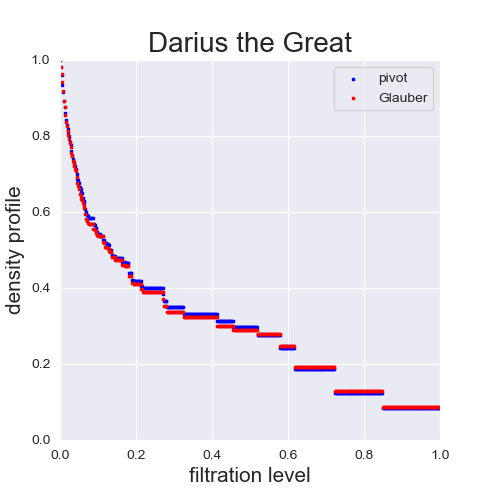 Darius the Great
pivot
Glauber
density profile
1.0
0.8
0.6
0.4
0.2
0.0
0.0 0.2 0.4 0.6 0.8 1.0
filtration level